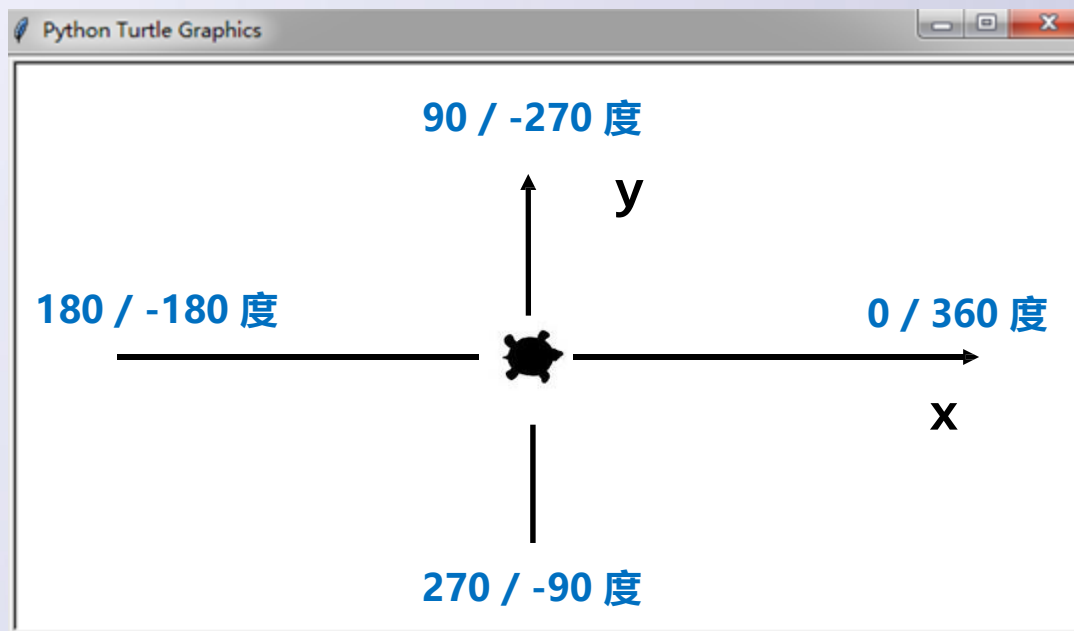 Python Turtle Graphics
90 / -270 度
y
180 / -180 度
0 / 360 度
x
270 / -90 度